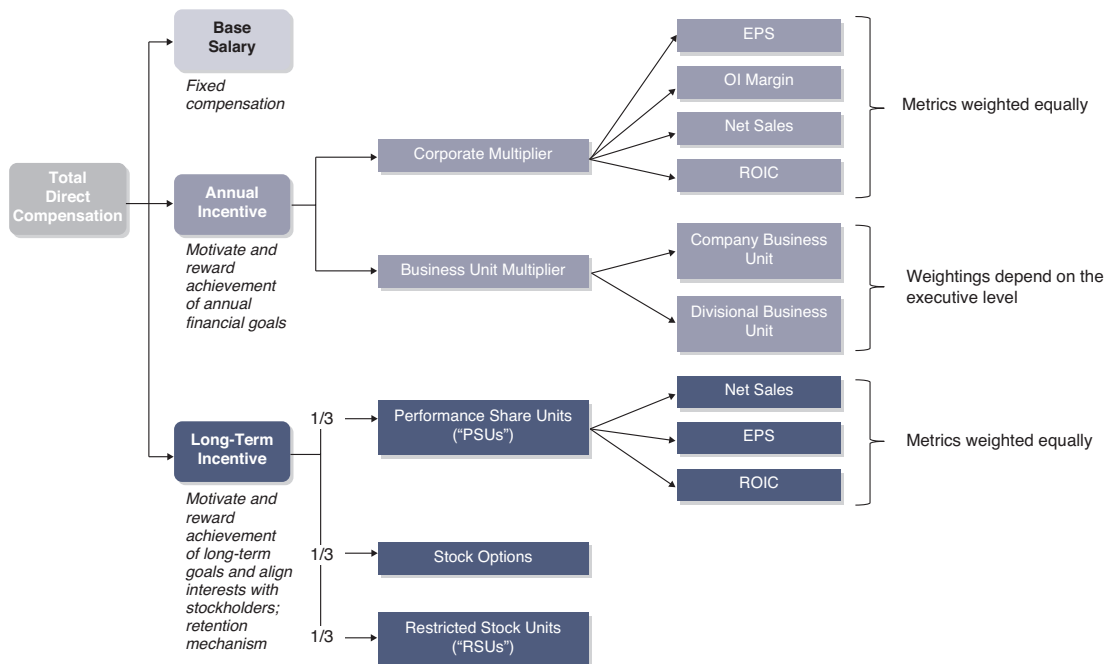 Base
Salary
Fixed
compensation
Total
Direct
Compensation
Annual
Incentive
Motivate and
reward
achievement
of annual
financial goals
Corporate Multiplier
EPS
OI Margin
Net Sales
ROIC
Metrics weighted equally
Business Unit Multiplier
Company Business
Unit
Divisional Business
Unit
Weightings depend on the
executive level
Long-Term
Incentive
Motivate and
reward
achievement
of long-term
goals and align
interests with
stockholders;
retention
mechanism
1/3
Performance Share Units
(“PSUs”)
Net Sales
EPS
ROIC
Metrics weighted equally
1/3
Stock Options
1/3
Restricted Stock Units
(“RSUs”)